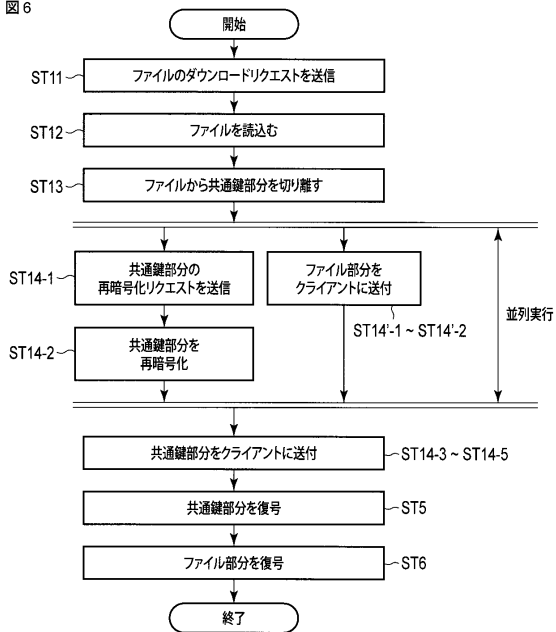 図6
開始
ST11
ファイルのダウンロードリクエストを送信
ST12
ファイルを読込む
ST13
ファイルから共通鍵部分を切り離す
ST14-1
共通鍵部分の
再暗号化リクエストを送信
ファイル部分を
クライアントに送付
ST14'-1 ~ ST14'-2
並列実行
ST14-2
共通鍵部分を
再暗号化
共通鍵部分をクライアントに送付
ST14-3 ~ ST14-5
共通鍵部分を復号
ST5
ファイル部分を復号
ST6
終了